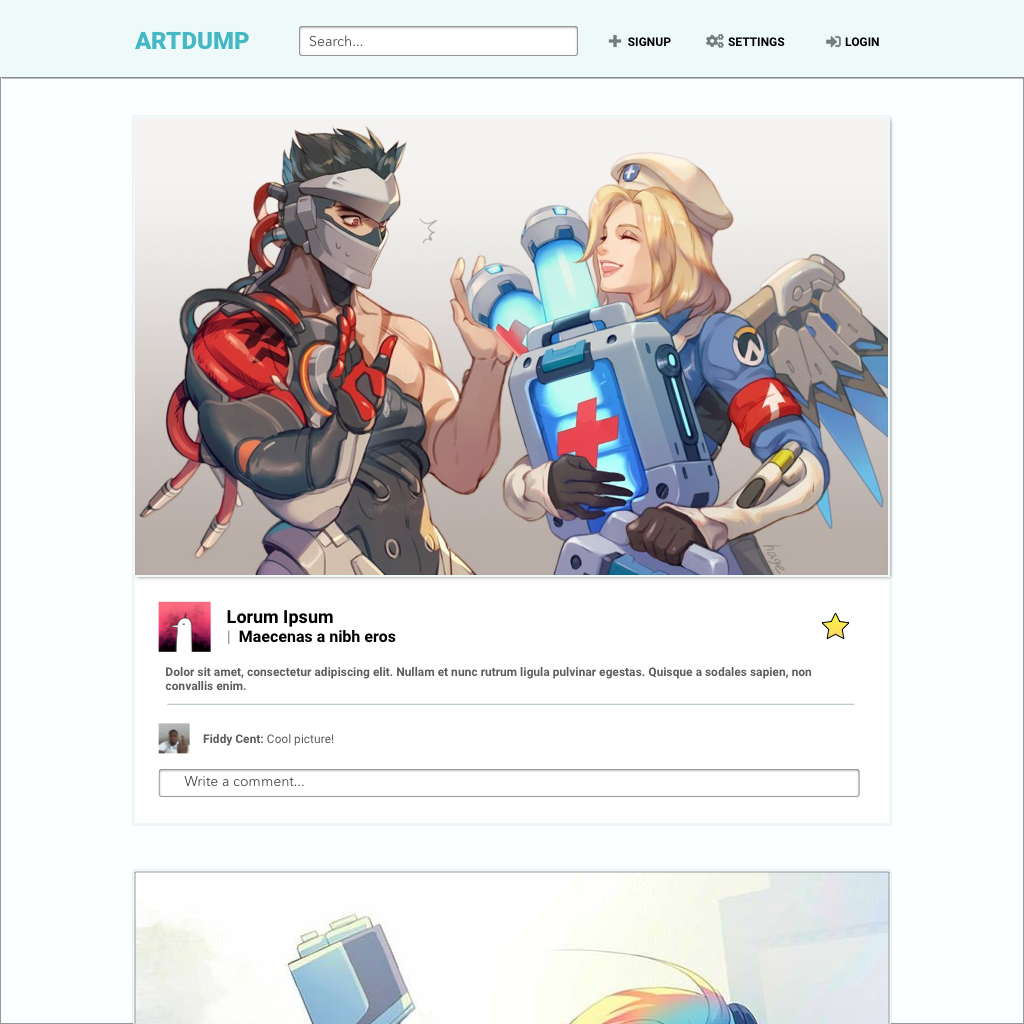 ARTDUMP
Search...
SIGNUP
SETTINGS
LOGIN
hage
Lorum Ipsum
| Maecenas a nibh eros
Dolor sit amet, consectetur adipiscing elit. Nullam et nunc rutrum ligula pulvinar egestas. Quisque a sodales sapien, non
convallis enim.
Fiddy Cent: Cool picture!
Write a comment...